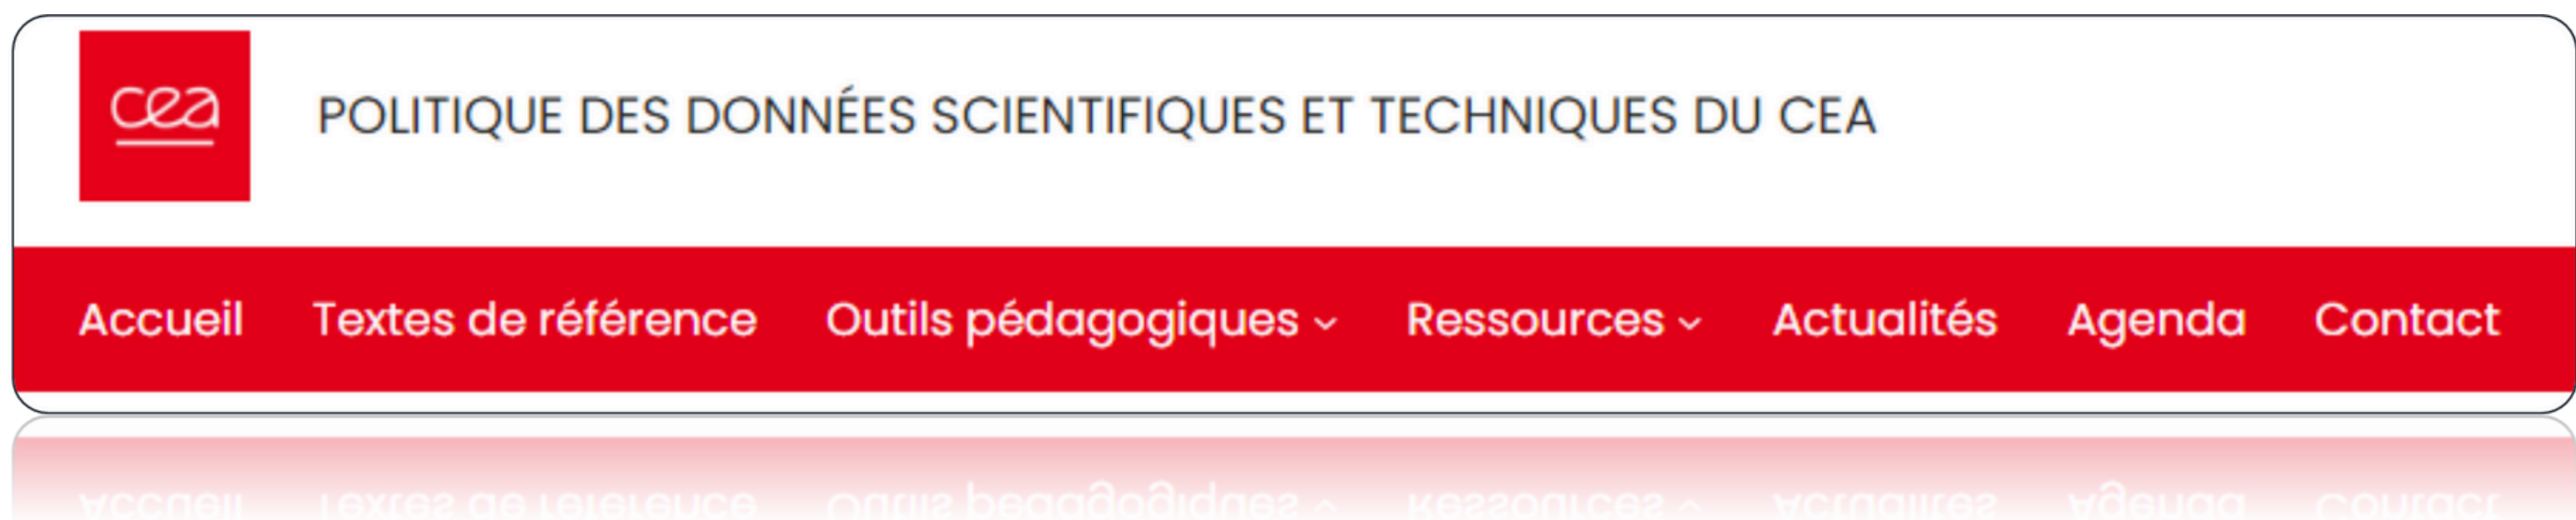 cea
POLITIQUE DES DONNÉES SCIENTIFIQUES ET TECHNIQUES DU CEA
Accueil Textes de référence Outils pédagogiques Ressources Actualités Agenda Contact